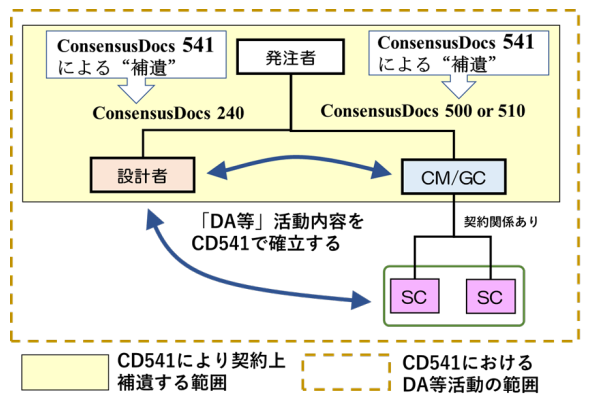 ConsensusDocs 541
による“補遺”
発注者
ConsensusDocs 541
による“補遺”
ConsensusDocs 240
ConsensusDocs 500 or 510
設計者
CM/GC
「DA等」活動内容を
CD541で確立する
契約関係あり
SC
SC
CD541により契約上
補遺する範囲
CD541における
DA等活動の範囲